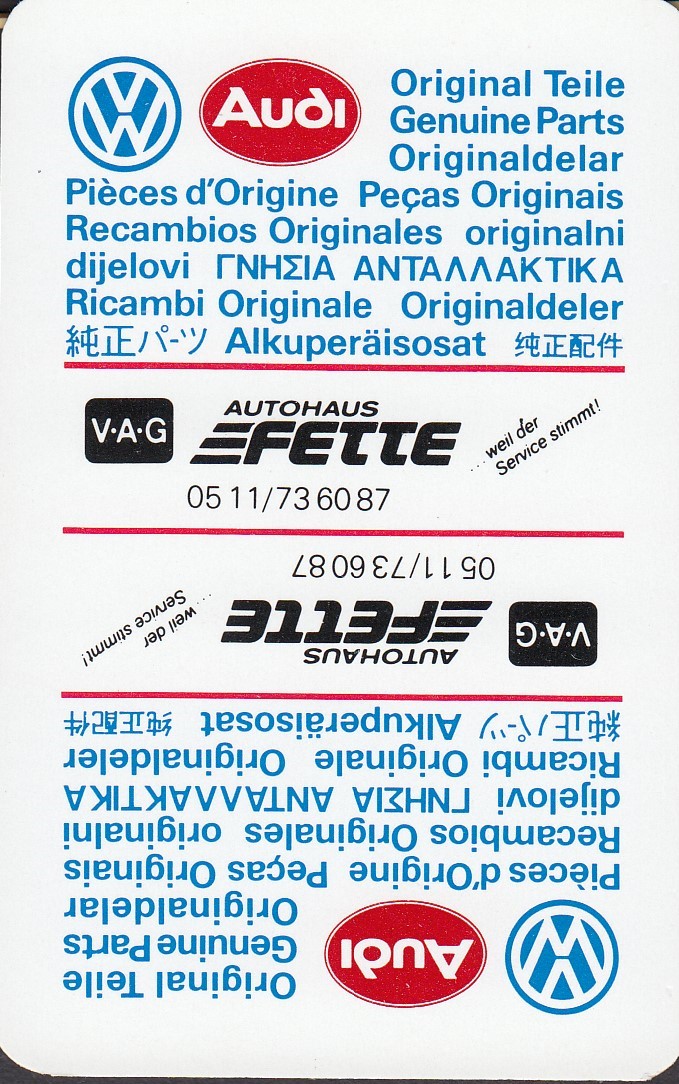 Audi Original Teile
Genuine Parts
Originaldelar
Pièces d'Origine Peças Originais
Recambios Originales originalni
dijelovi ΓΝΗΣΙΑ ΑΝΤΑΛΛΑΚΤΙΚΑ
Ricambi Originale Originaldeler
純正パーツ Alkuperäisosat 纯正配件
AUTOHAUS
V·A·G FETTE ... weil der
Service stimmt!
05 11/73 60 87
05 11/73 60 87
AUTOHAUS
V·A·G FETTE ... weil der
Service stimmt!
純正パーツ Alkuperäisosat 纯正配件
Ricambi Originale Originaldeler
dijelovi ΓΝΗΣΙΑ ΑΝΤΑΛΛΑΚΤΙΚΑ
Recambios Originales originalni
Pièces d'Origine Peças Originais
Originaldelar
Genuine Parts
Audi Original Teile